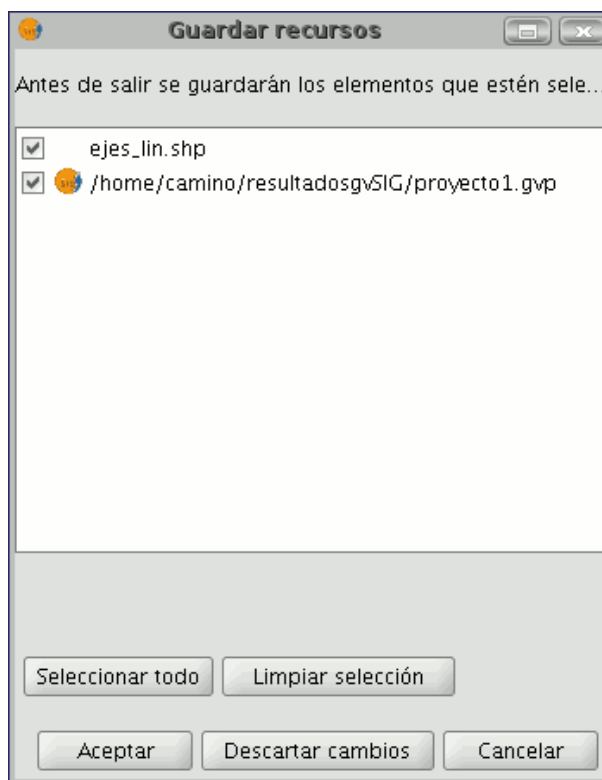 Guardar recursos
Antes de salir se guardarán los elementos que estén sele...
ejes_lin.shp
/home/camino/resultadosgvSIG/proyecto1.gvp
Seleccionar todo Limpiar selección
Aceptar Descartar cambios Cancelar